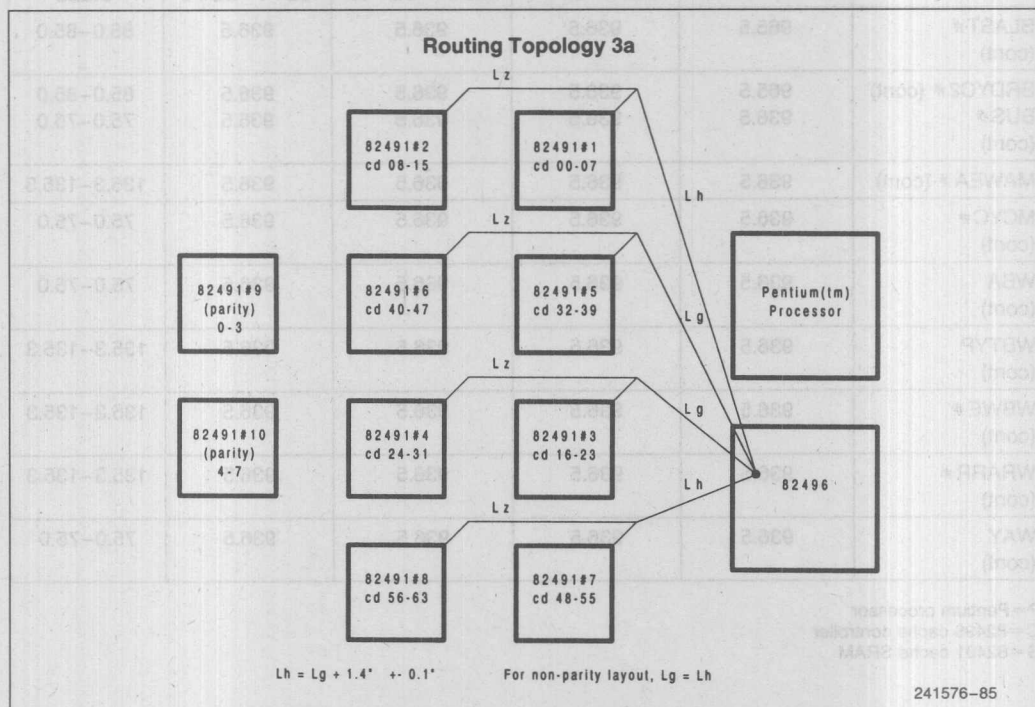 Routing Topology 3a
Lz
82491#2
cd 08-15
82491#1
cd 00-07
Lh
Lz
82491#9
(parity)
0-3
82491#6
cd 40-47
82491#5
cd 32-39
Lg
Pentium(tm)
Processor
Lz
Lg
82491#10
(parity)
4-7
82491#4
cd 24-31
82491#3
cd 16-23
Lh
82496
Lz
82491#8
cd 56-63
82491#7
cd 48-55
Lh = Lg + 1.4" +- 0.1"
For non-parity layout, Lg = Lh
241576-85